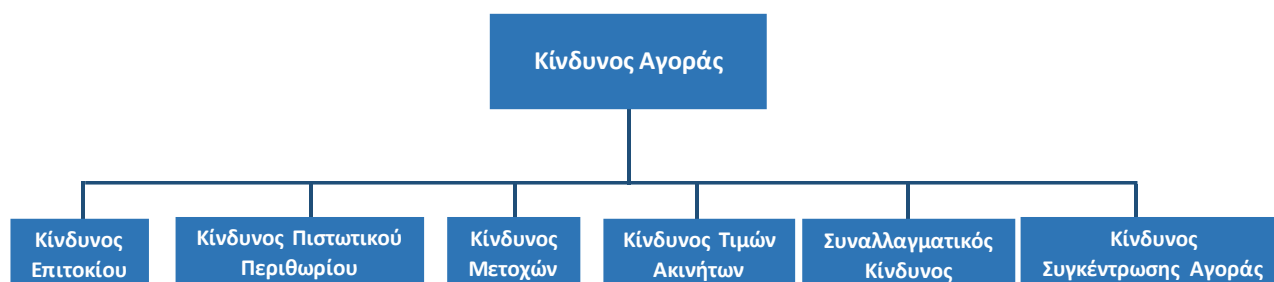 Κίνδυνος Αγοράς
Κίνδυνος
Επιτοκίου
Κίνδυνος Πιστωτικού
Περιθωρίου
Κίνδυνος
Μετοχών
Κίνδυνος Τιμών
Ακινήτων
Συναλλαγματικός
Κίνδυνος
Κίνδυνος
Συγκέντρωσης Αγοράς